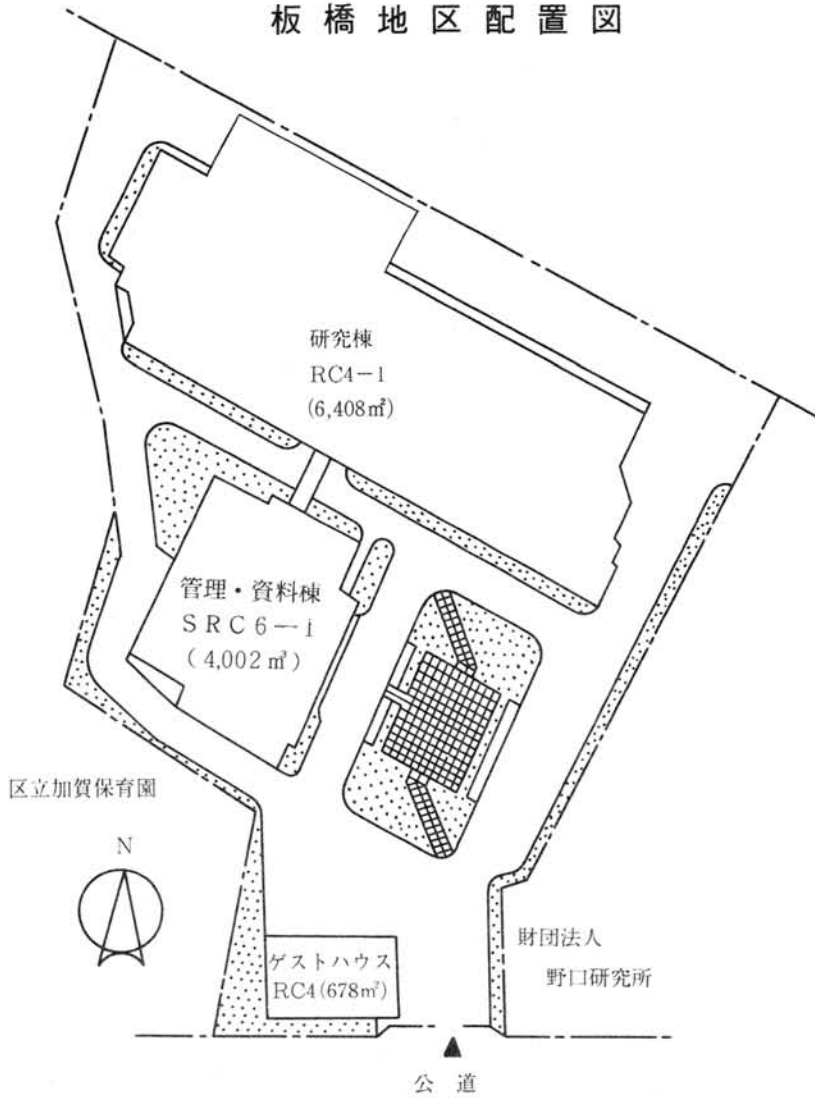 板橋地区配置図
研究棟
RC4-1
(6,408㎡)
管理・資料棟
SRC6-1
(4,002㎡)
区立加賀保育園
N
財団法人
野口研究所
ゲストハウス
RC4(678㎡)
公道